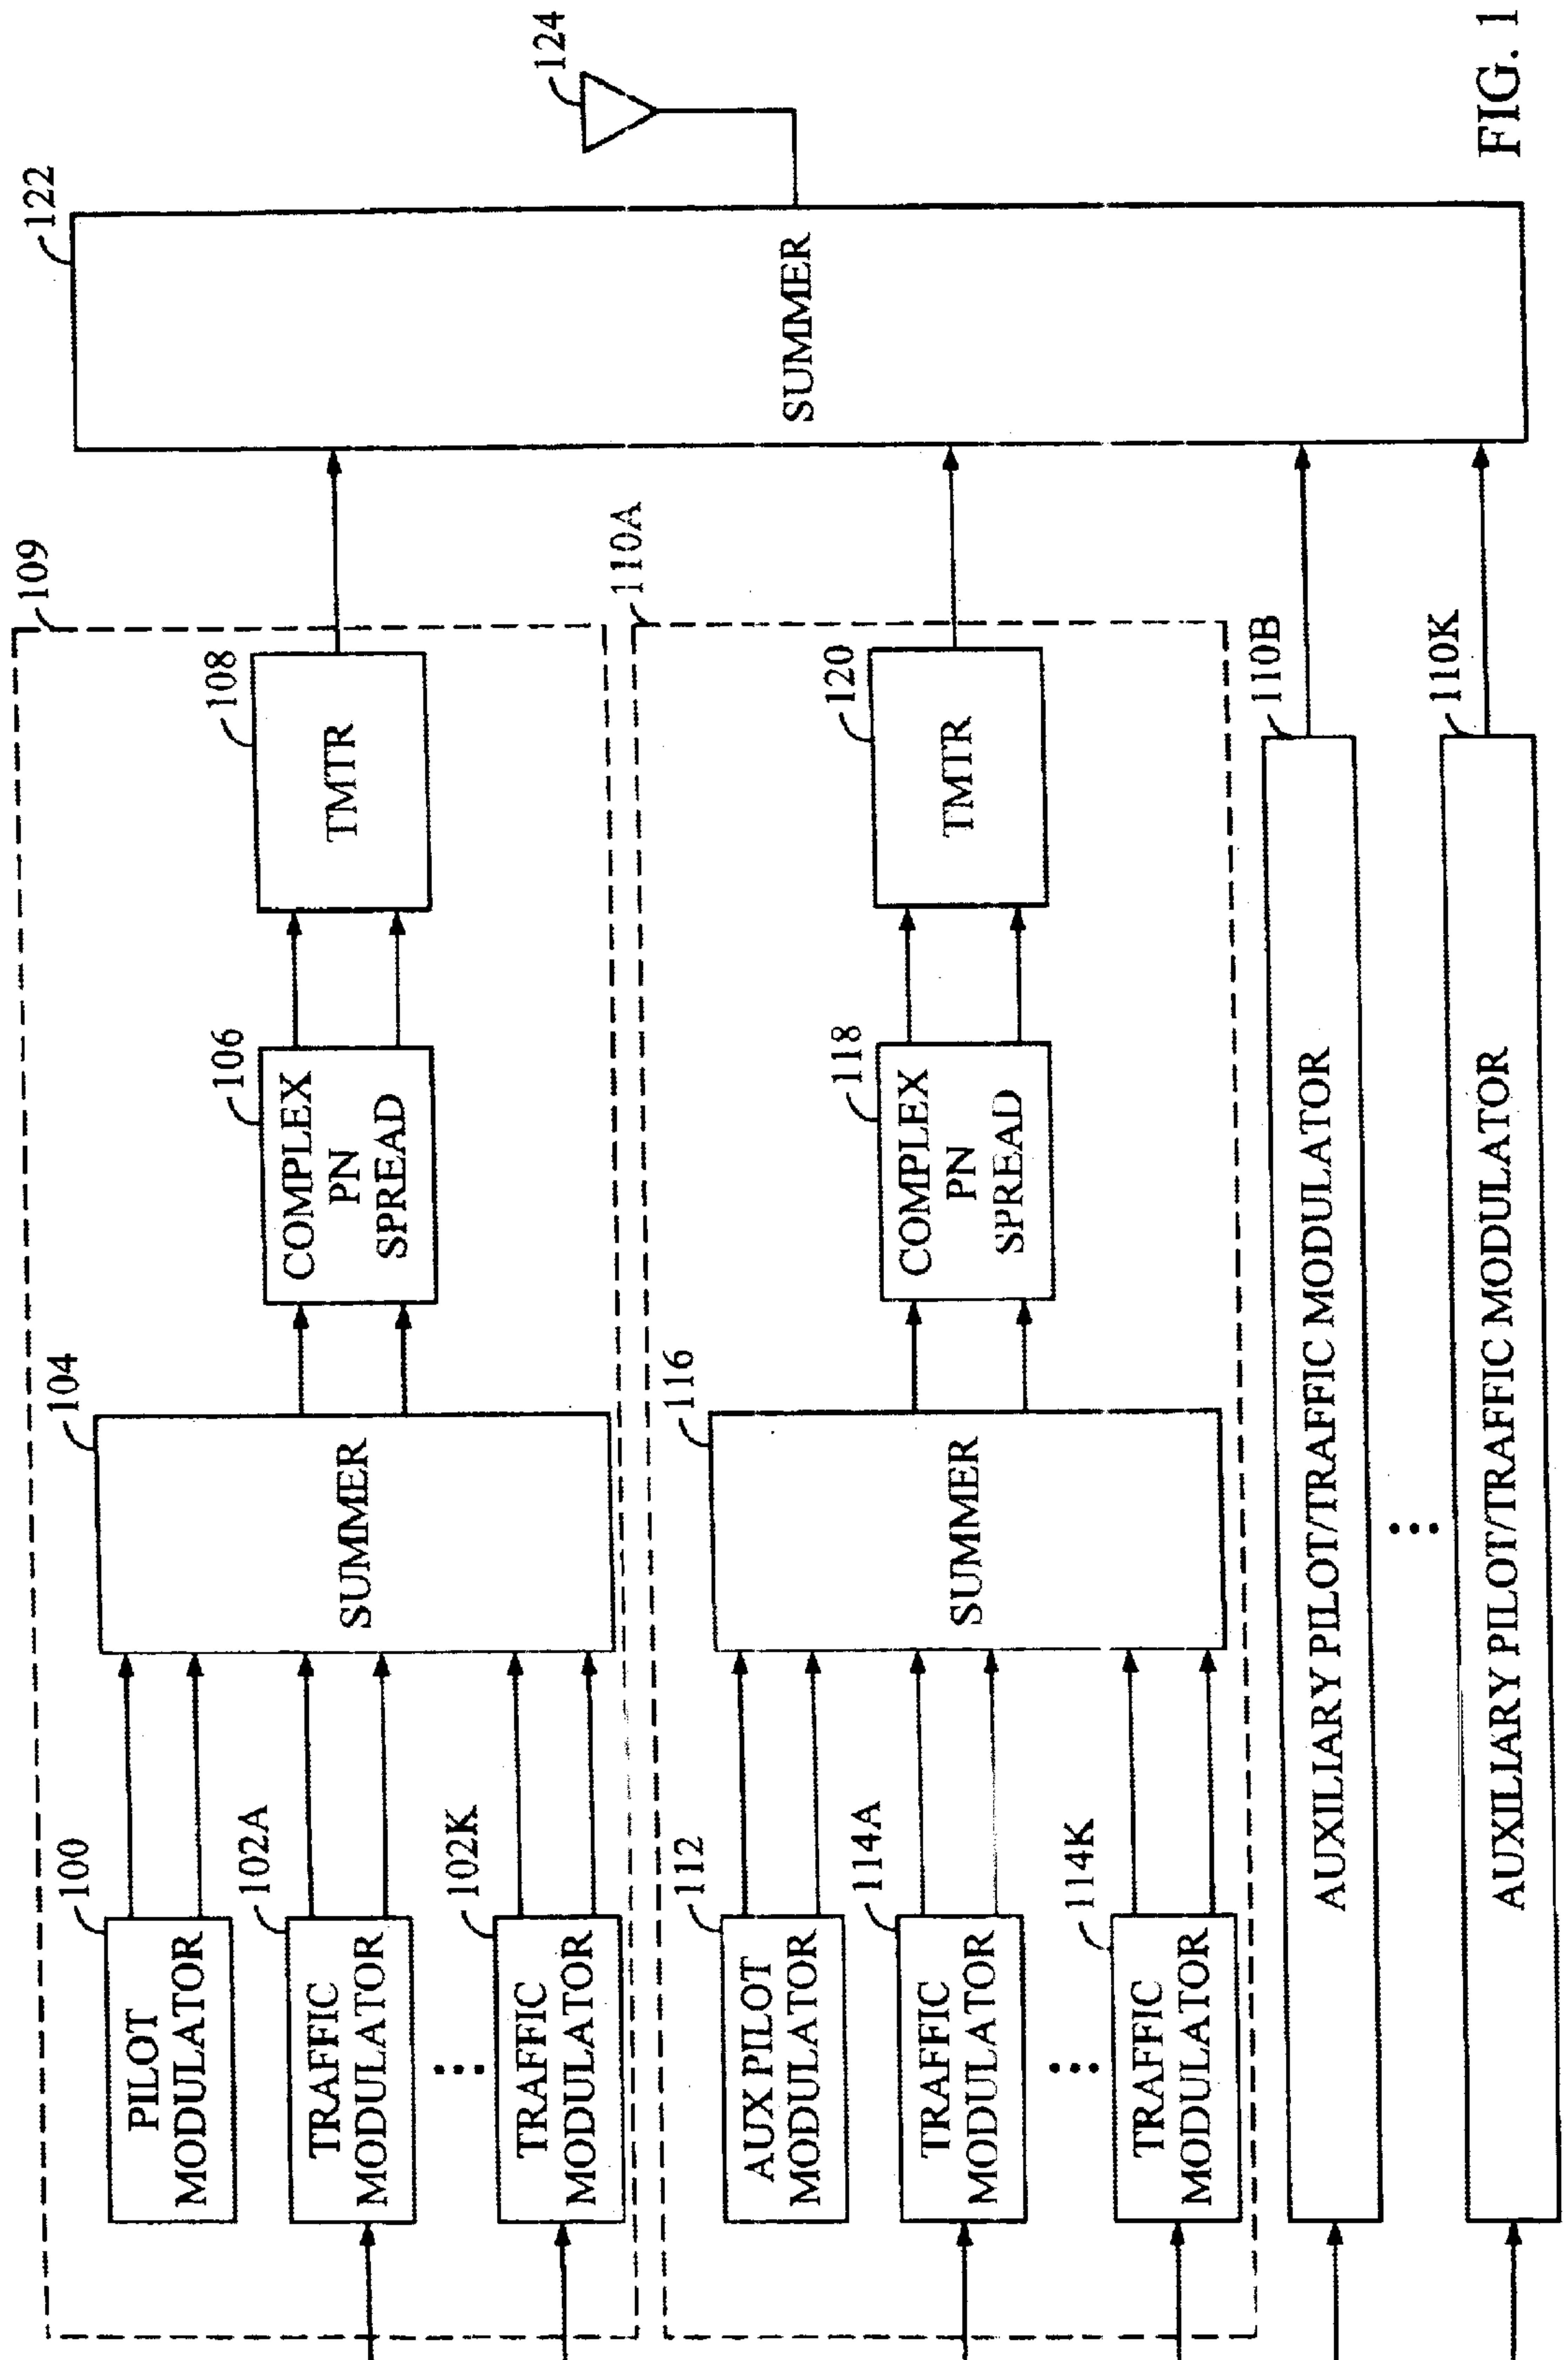 109
100
PILOT
MODULATOR
102A
TRAFFIC
MODULATOR
102K
TRAFFIC
MODULATOR
104
SUMMER
106
COMPLEX
PN
SPREAD
108
TMTR
110A
112
AUX PILOT
MODULATOR
114A
TRAFFIC
MODULATOR
114K
TRAFFIC
MODULATOR
116
SUMMER
118
COMPLEX
PN
SPREAD
120
TMTR
110B
AUXILIARY PILOT/TRAFFIC MODULATOR
110K
AUXILIARY PILOT/TRAFFIC MODULATOR
122
SUMMER
124
FIG. 1